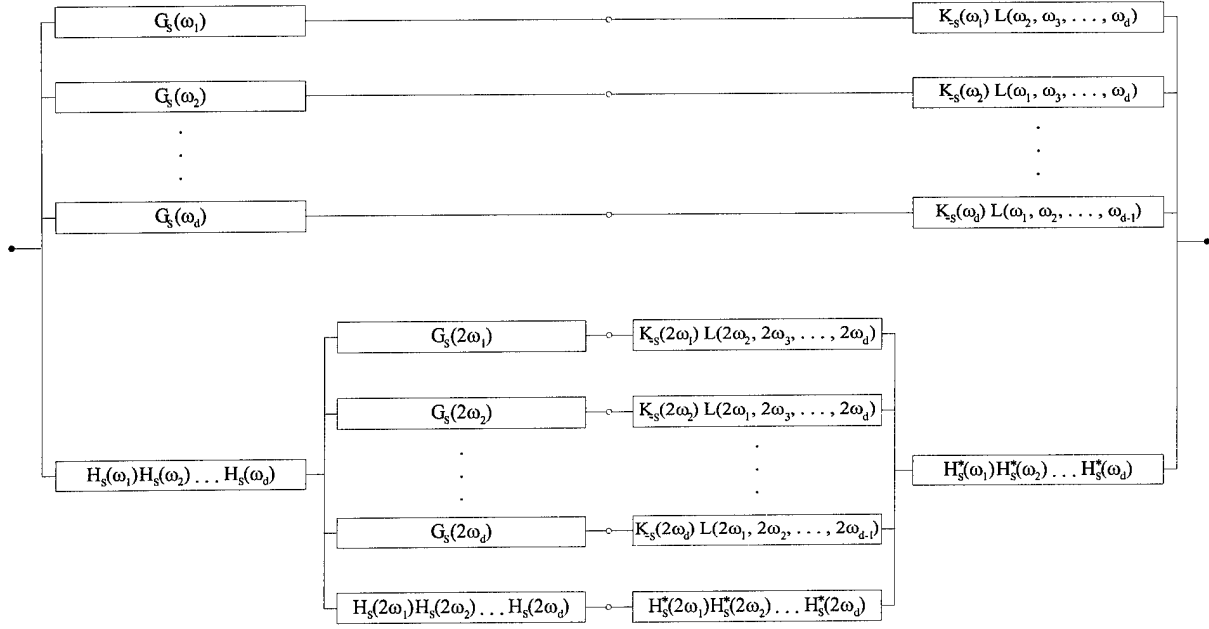 G_s(ω_1)
K_-s(ω_1) L(ω_2, ω_3, . . . , ω_d)
G_s(ω_2)
K_-s(ω_2) L(ω_1, ω_3, . . . , ω_d)
G_s(ω_d)
K_-s(ω_d) L(ω_1, ω_2, . . . , ω_d-1)
G_s(2ω_1)
K_-s(2ω_1) L(2ω_2, 2ω_3, . . . , 2ω_d)
G_s(2ω_2)
K_-s(2ω_2) L(2ω_1, 2ω_3, . . . , 2ω_d)
H_s(ω_1)H_s(ω_2) . . . H_s(ω_d)
H*_s(ω_1)H*_s(ω_2) . . . H*_s(ω_d)
G_s(2ω_d)
K_-s(2ω_d) L(2ω_1, 2ω_2, . . . , 2ω_d-1)
H_s(2ω_1)H_s(2ω_2) . . . H_s(2ω_d)
H*_s(2ω_1)H*_s(2ω_2) . . . H*_s(2ω_d)